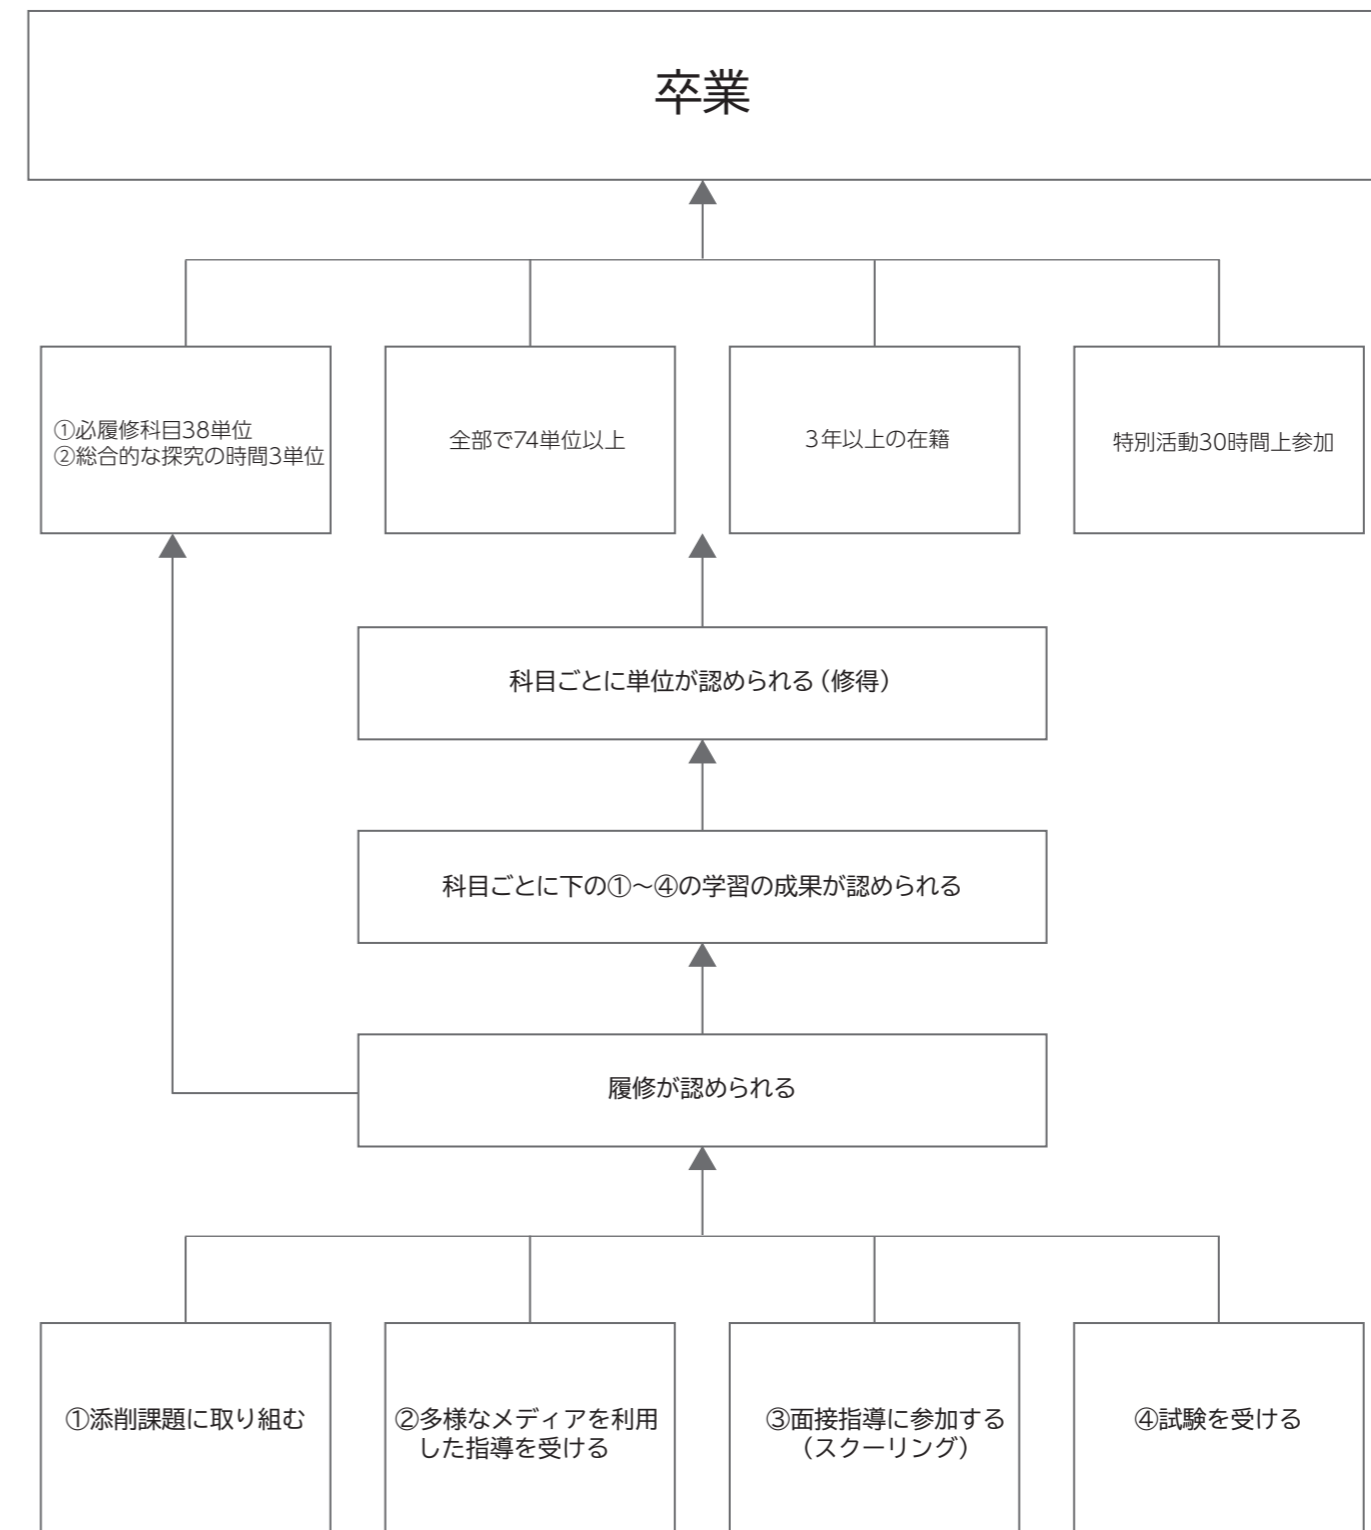 卒業
①必履修科目38単位
②総合的な探究の時間3単位
全部で74単位以上
3年以上の在籍
特別活動30時間上参加
科目ごとに単位が認められる（修得）
科目ごとに下の①～④の学習の成果が認められる
履修が認められる
①添削課題に取り組む
②多様なメディアを利用
した指導を受ける
③面接指導に参加する
（スクーリング）
④試験を受ける